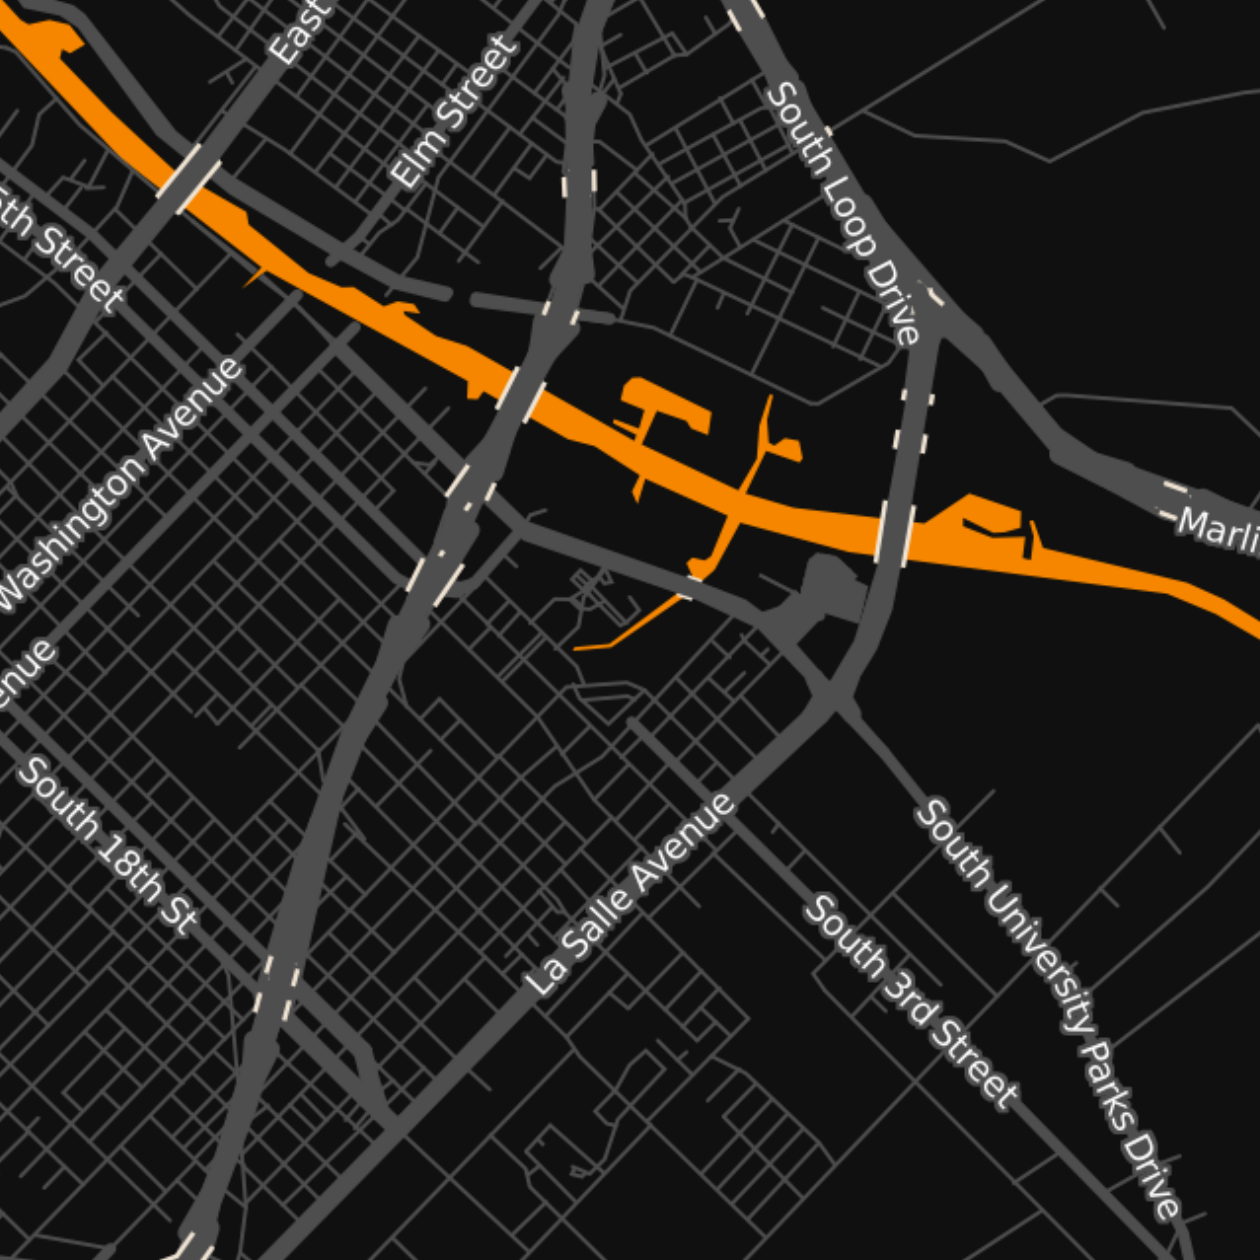 East
Elm Street
South Loop Drive
5th Street
Washington Avenue
Marli
enue
South 18th St
La Salle Avenue
South University Parks Drive
South 3rd Street